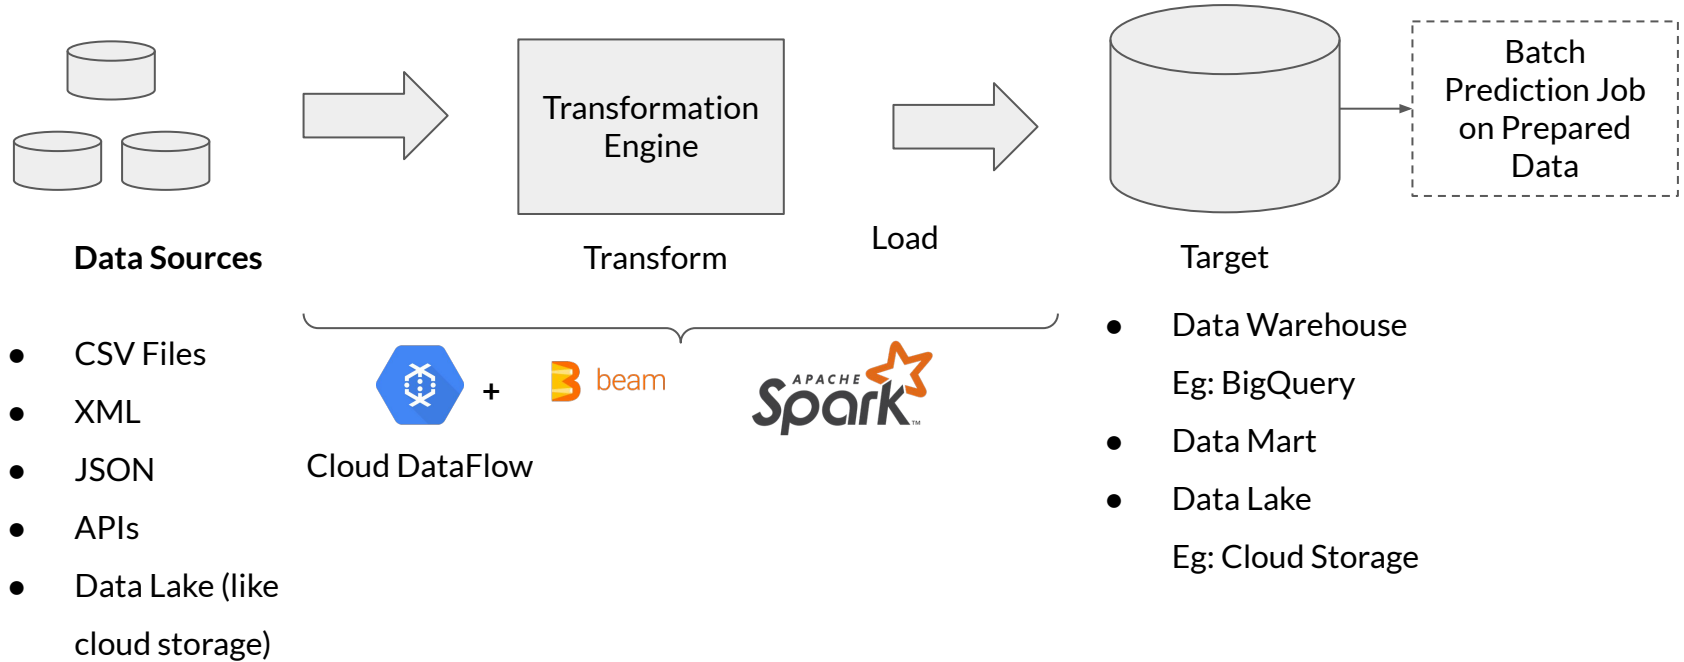 Transformation
Engine
Batch
Prediction Job
on Prepared
Data
Data Sources
Transform
Load
Target
● CSV Files
● XML
● JSON
● APIs
● Data Lake (like
cloud storage)
+
beam
APACHE
Spark
TM
Cloud DataFlow
● Data Warehouse
Eg: BigQuery
● Data Mart
● Data Lake
Eg: Cloud Storage